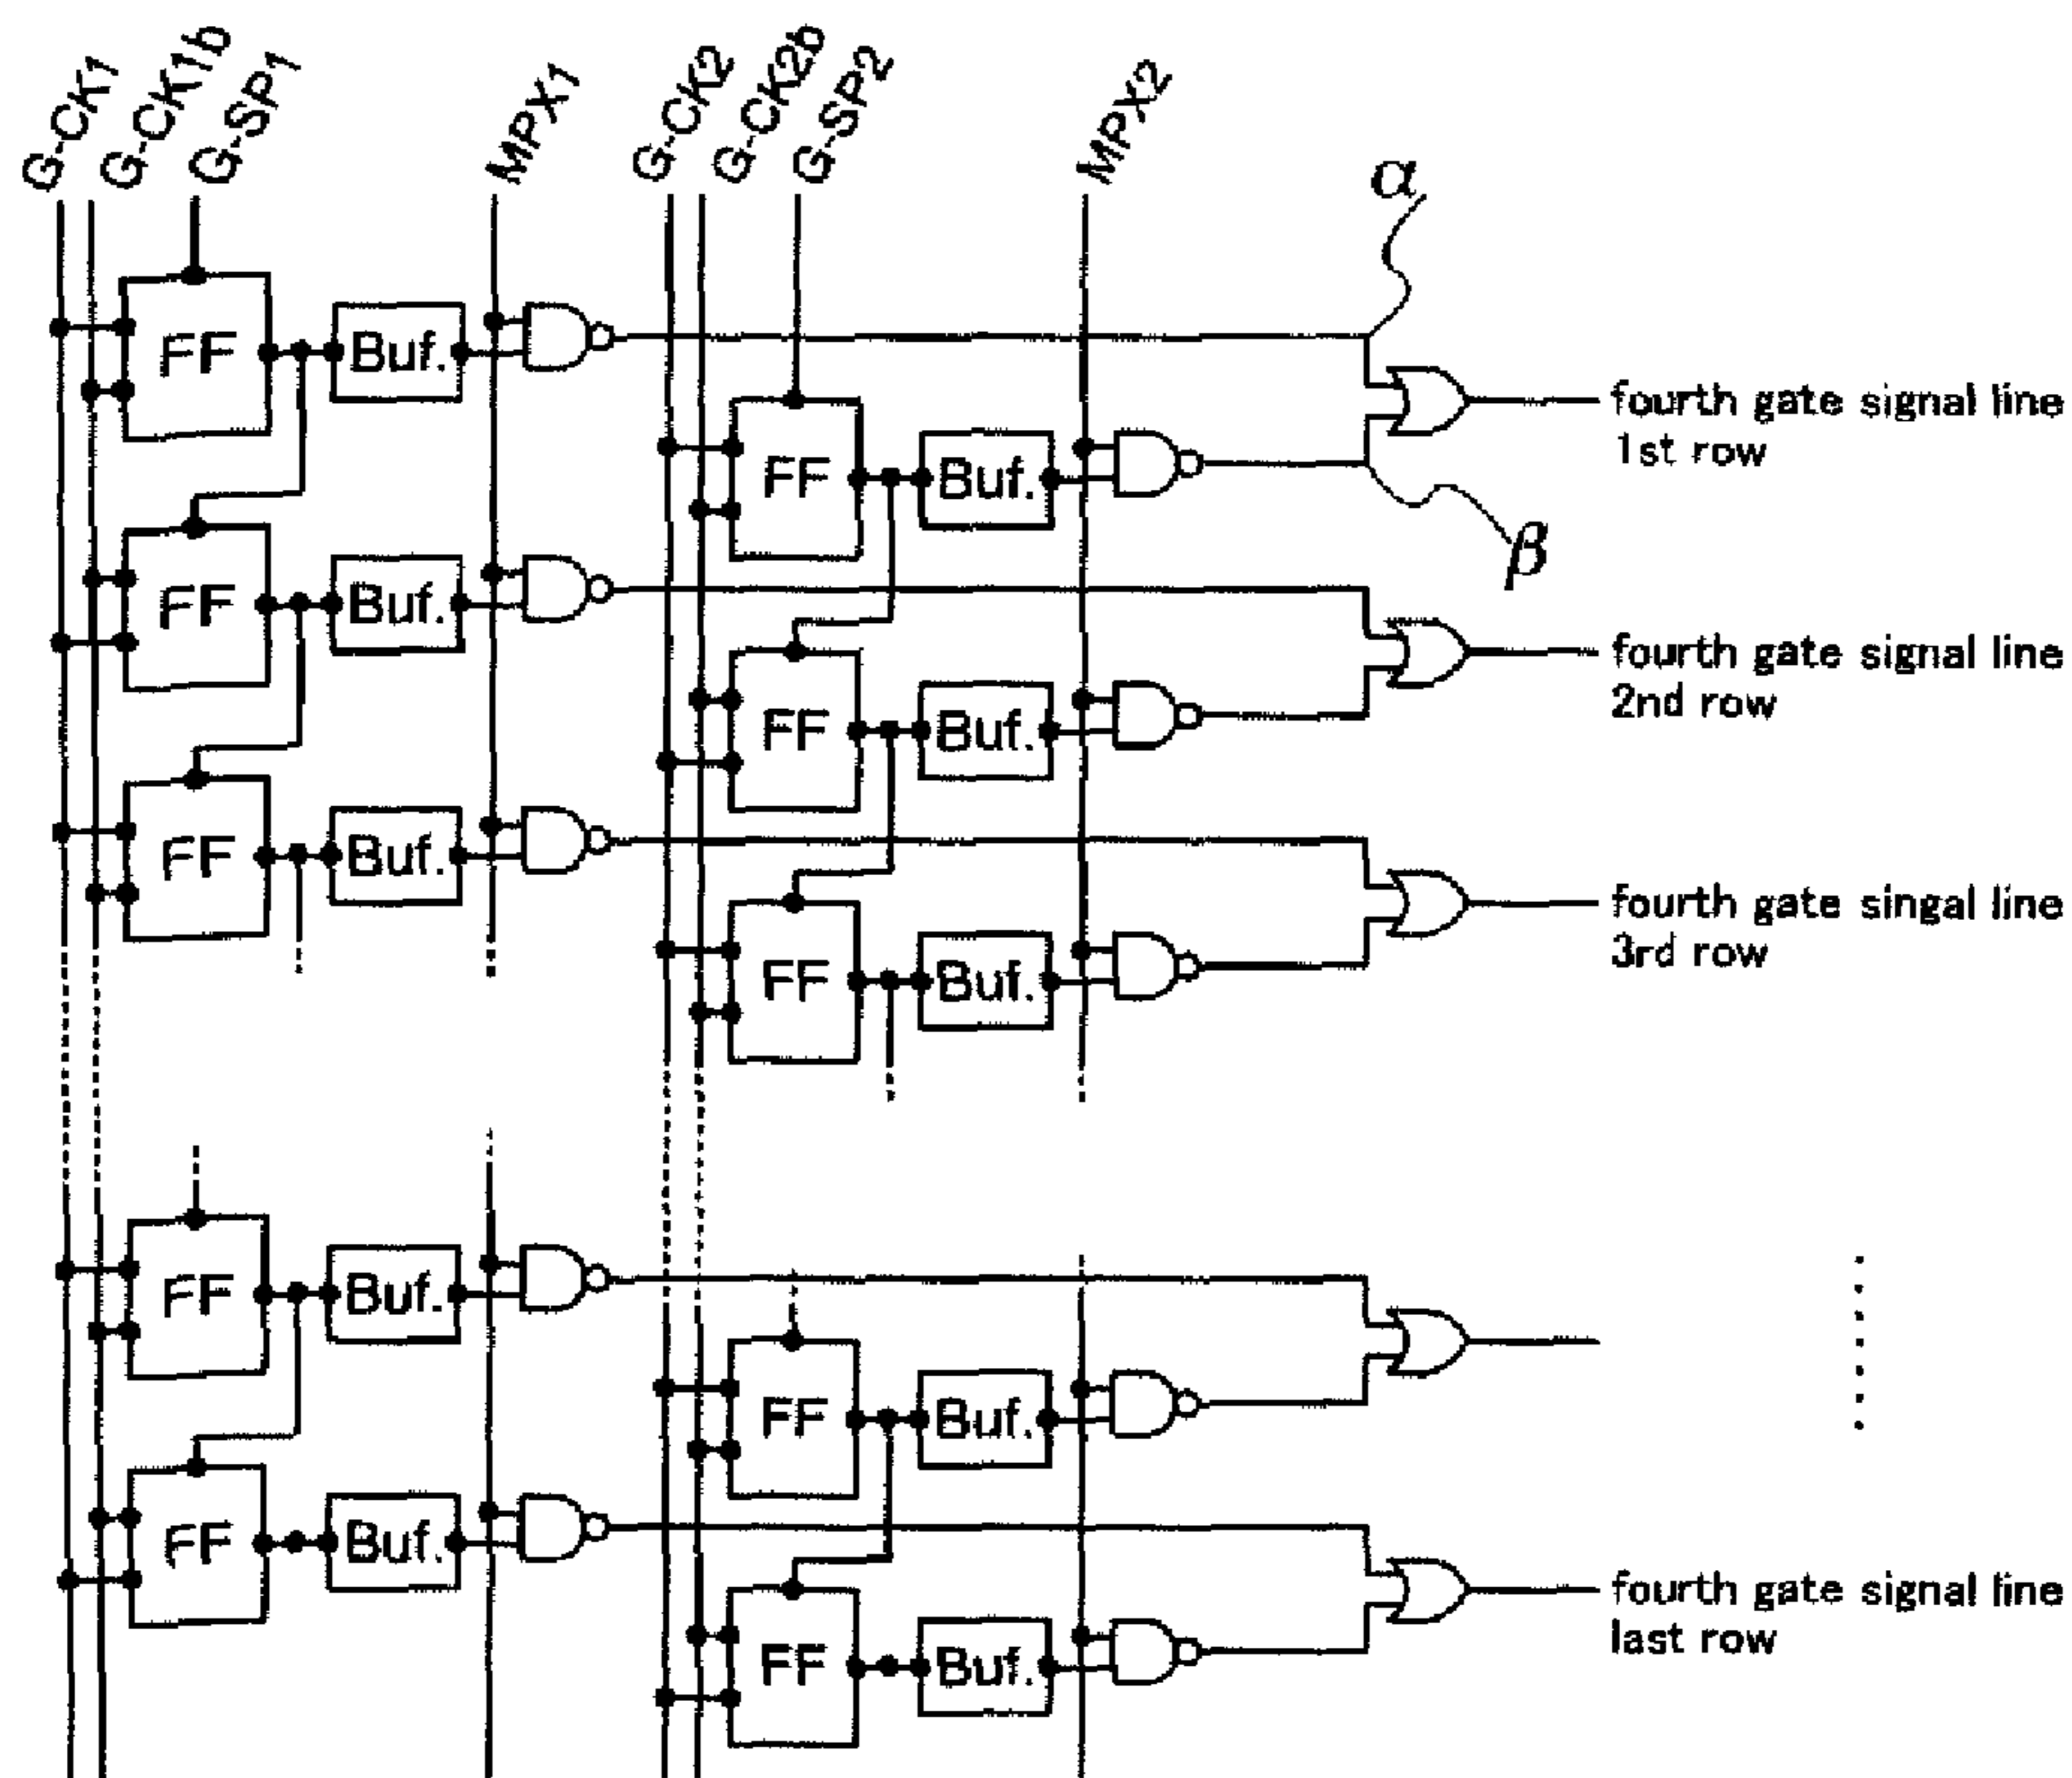 G-CK1
G-CK1b
G-SP1
MPX1
G-CK2
G-CK2b
G-SP2
MPX2
α
FF
Buf.
fourth gate signal line
1st row
FF
Buf.
β
FF
Buf.
fourth gate signal line
2nd row
FF
Buf.
FF
Buf.
fourth gate singal line
3rd row
FF
Buf.
FF
Buf.
FF
Buf.
FF
Buf.
fourth gate signal line
last row
FF
Buf.